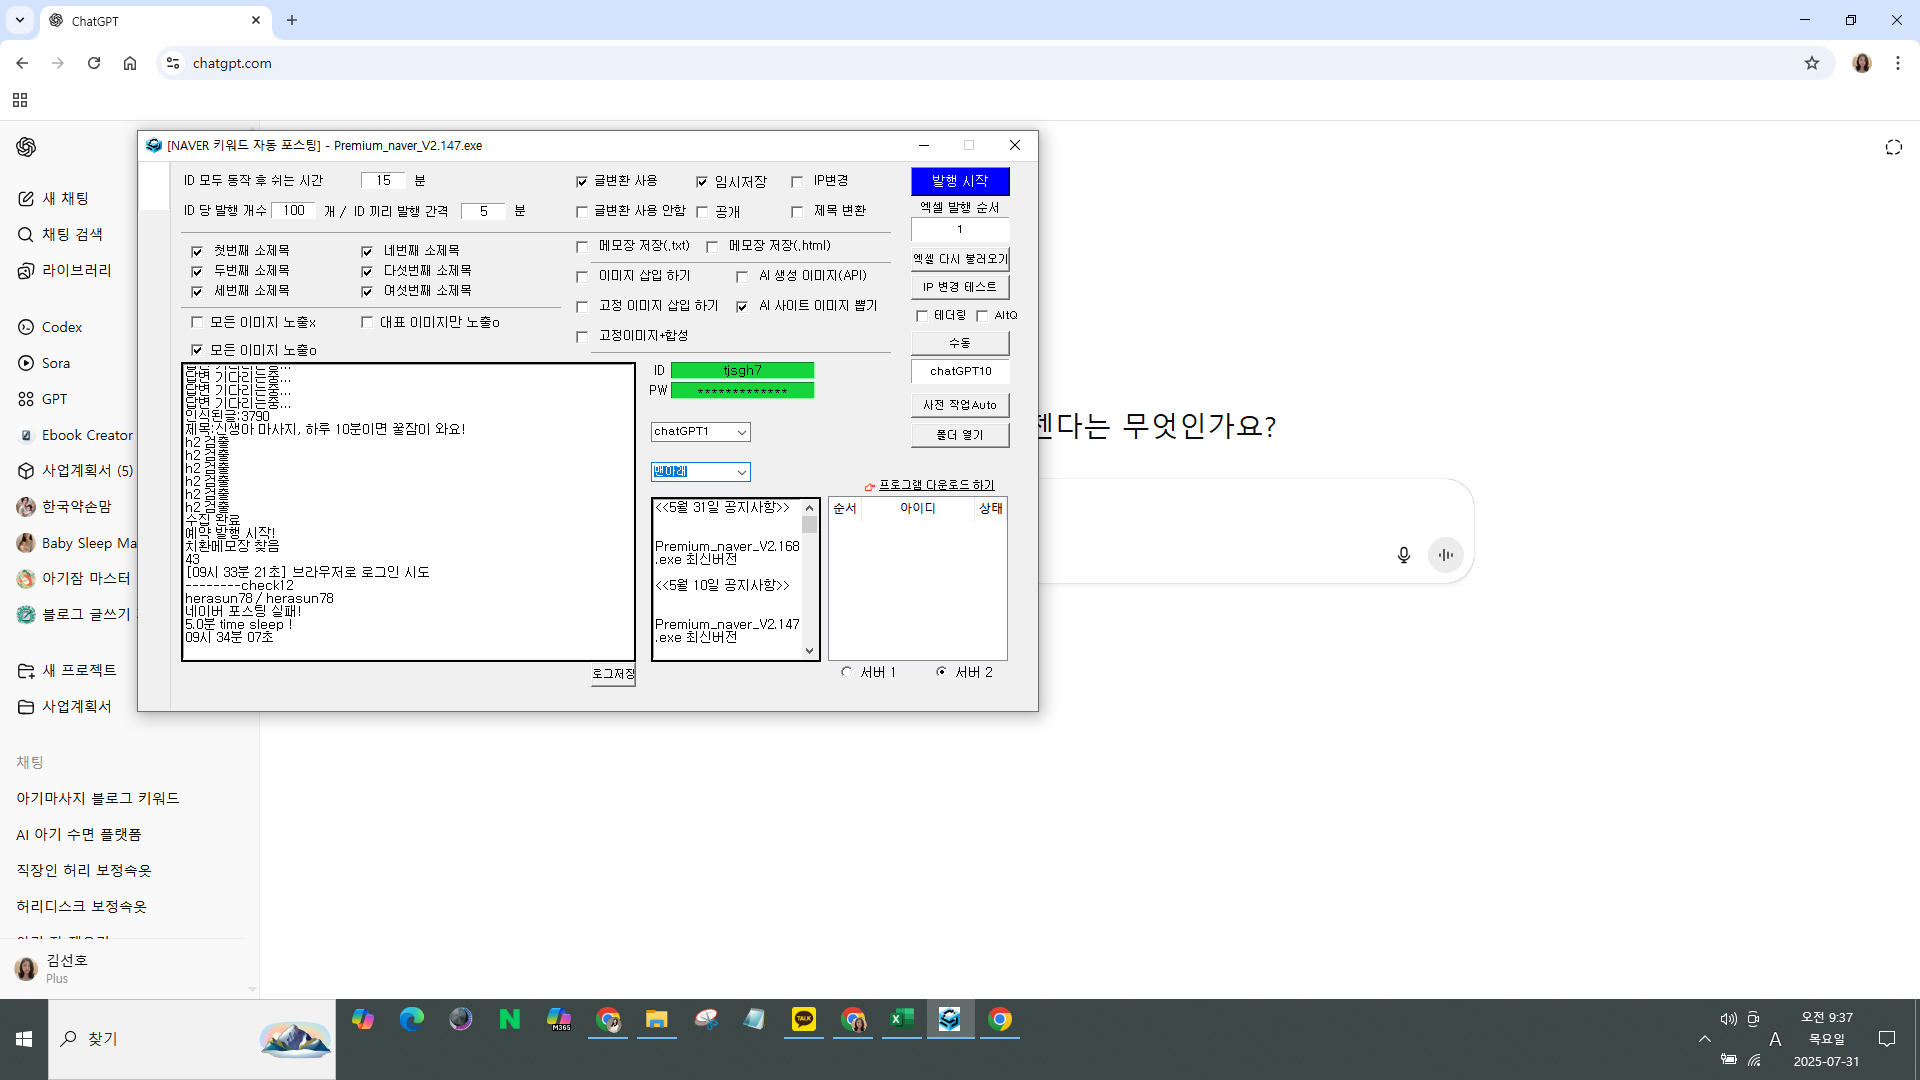 ChatGPT
chatgpt.com
새 채팅
채팅 검색
라이브러리
Codex
Sora
GPT
Ebook Creator
사업계획서 (5)
한국약손맘
Baby Sleep Ma
아기잠 마스터
블로그 글쓰기
새 프로젝트
사업계획서
채팅
아기마사지 블로그 키워드
AI 아기 수면 플랫폼
직장인 허리 보정속옷
허리디스크 보정속옷
김선호
Plus
[NAVER 키워드 자동 포스팅] - Premium_naver_V2.147.exe
ID 모두 동작 후 쉬는 시간 15 분
ID 당 발행 개수 100 개 / ID 끼리 발행 간격 5 분
글변환 사용 임시저장 IP변경
글변환 사용 안함 공개 제목 변환
첫번째 소제목 네번째 소제목
두번째 소제목 다섯번째 소제목
세번째 소제목 여섯번째 소제목
모든 이미지 노출x 대표 이미지만 노출o
모든 이미지 노출o
메모장 저장(.txt) 메모장 저장(.html)
이미지 삽입 하기 AI 생성 이미지(API)
고정 이미지 삽입 하기 AI 사이트 이미지 뽑기
고정이미지+합성
발행 시작
엑셀 발행 순서
1
엑셀 다시 불러오기
IP 변경 테스트
테더링 AltQ
수동
chatGPT10
사전 작업Auto
폴더 열기
답변 기다리는중...
답변 기다리는중...
답변 기다리는중...
답변 기다리는중...
인식된글:3790
제목:신생아 마사지, 하루 10분이면 꿀잠이 와요!
h2 검출
h2 검출
h2 검출
h2 검출
h2 검출
h2 검출
수집 완료
예약 발행 시작!
치환메모장 찾음
43
[09시 33분 21초] 브라우저로 로그인 시도
--------check12
herasun78 / herasun78
네이버 포스팅 실패!
5.0분 time sleep !
09시 34분 07초
로그저장
ID tjsgh7
PW *************
chatGPT1
맨아래
<<5월 31일 공지사항>>
Premium_naver_V2.168
.exe 최신버전
<<5월 10일 공지사항>>
Premium_naver_V2.147
.exe 최신버전
프로그램 다운로드 하기
순서 아이디 상태
서버 1 서버 2
젠다는 무엇인가요?
찾기
M365
TALK
A
오전 9:37
목요일
2025-07-31